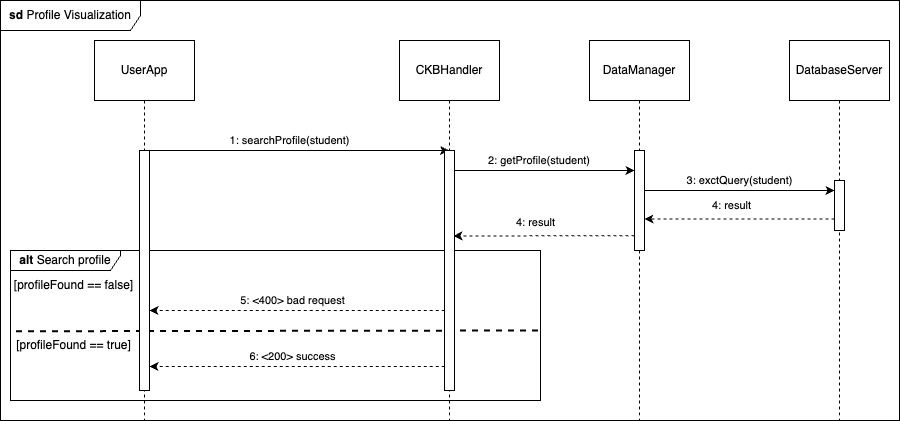 sd Profile Visualization
UserApp
CKBHandler
DataManager
DatabaseServer
1: searchProfile(student)
2: getProfile(student)
3: exctQuery(student)
4: result
4: result
alt Search profile
[profileFound == false]
5: <400> bad request
[profileFound == true]
6: <200> success